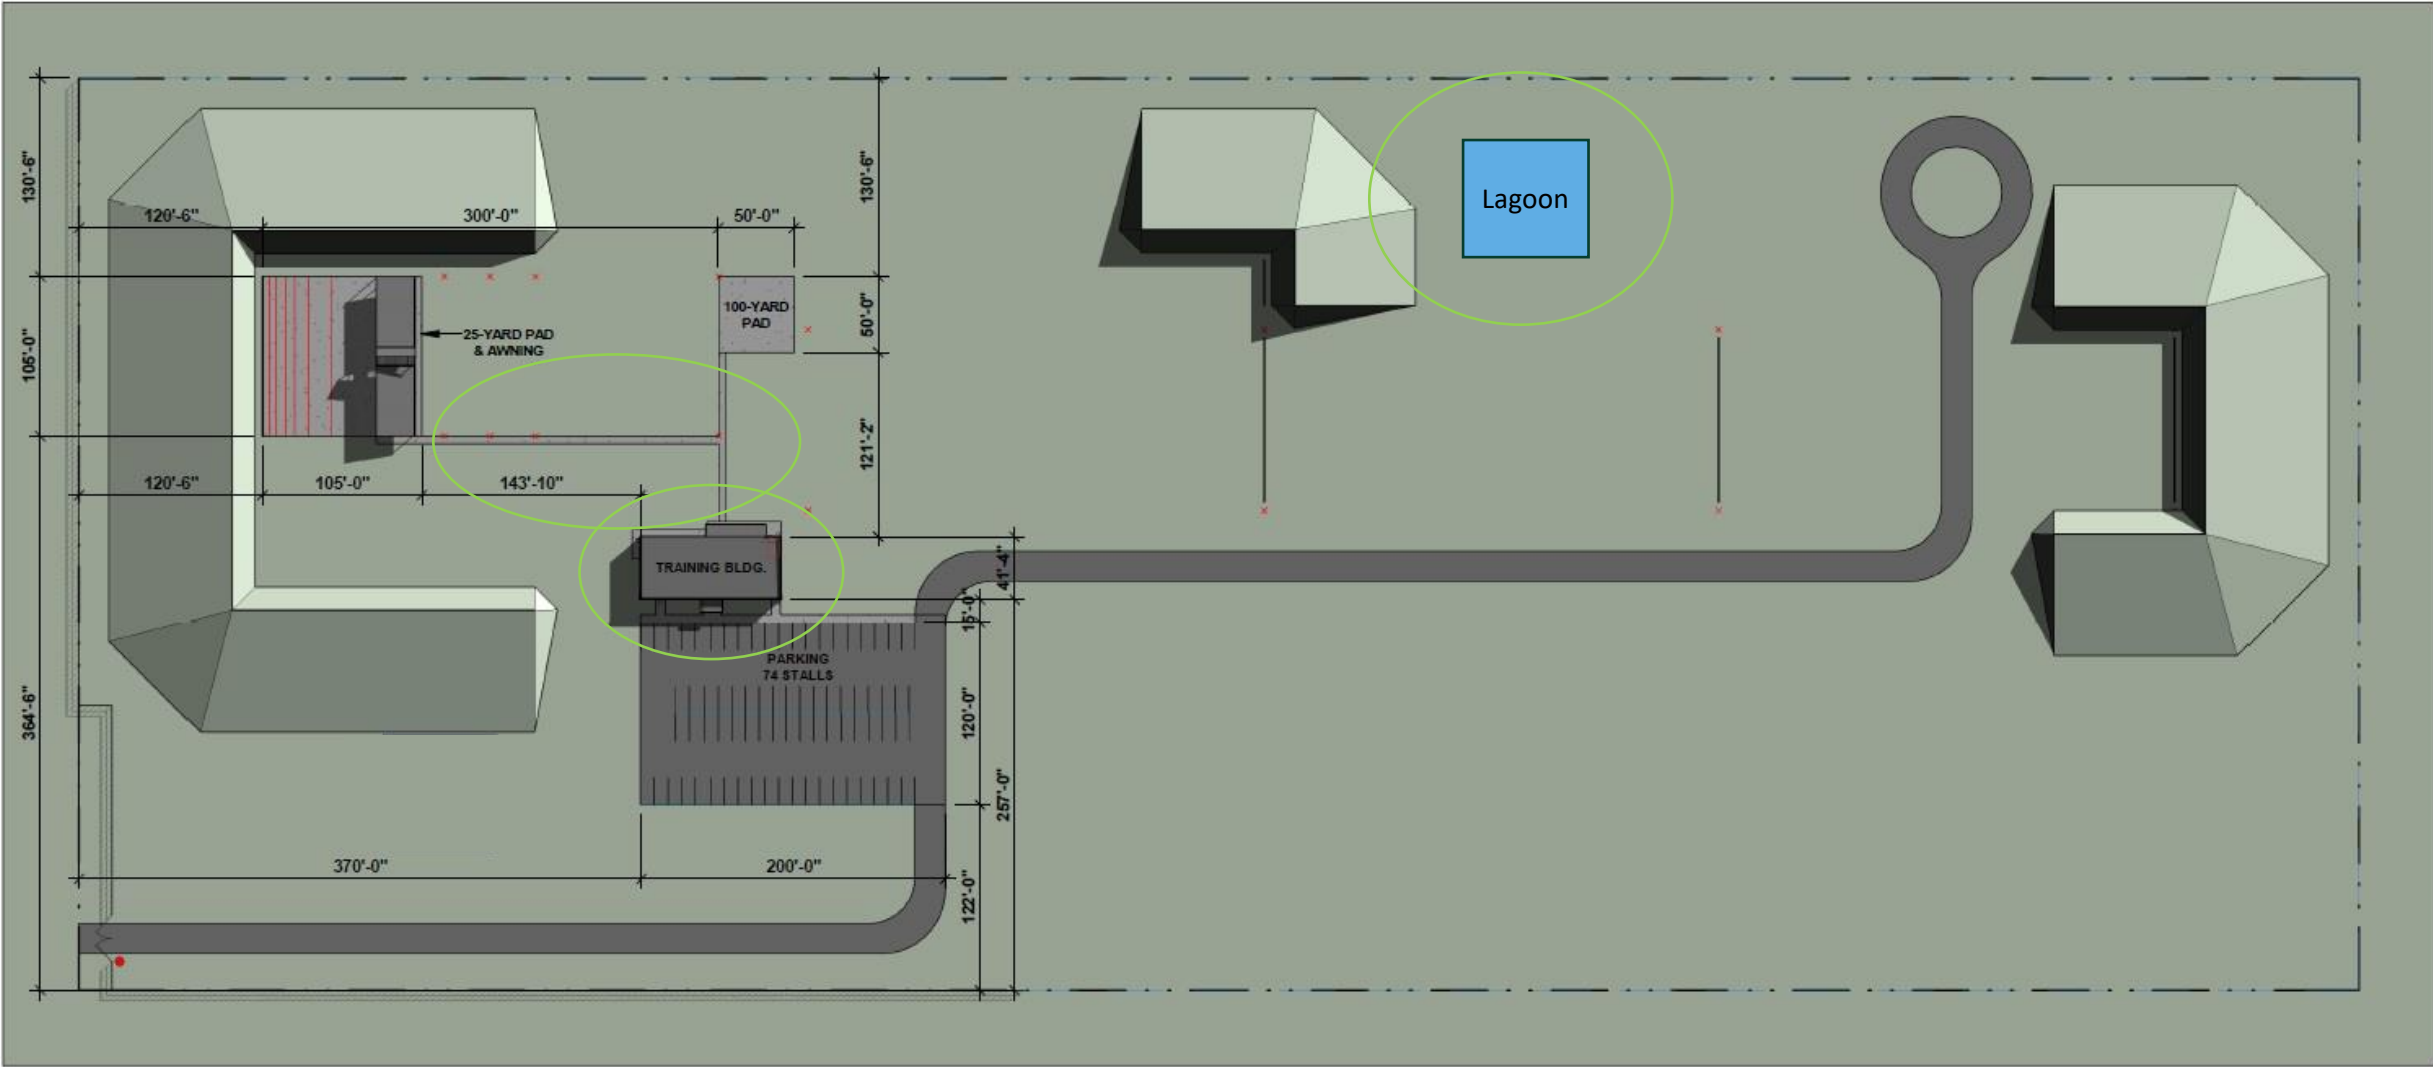 130'-6"
130'-6"
120'-6"
300'-0"
50'-0"
Lagoon
100-YARD
PAD
25-YARD PAD
& AWNING
105'-0"
50'-0"
121'-2"
120'-6"
105'-0"
143'-10"
TRAINING BLDG.
41'-4"
15'-0"
PARKING
74 STALLS
364'-6"
120'-0"
257'-0"
370'-0"
200'-0"
122'-0"